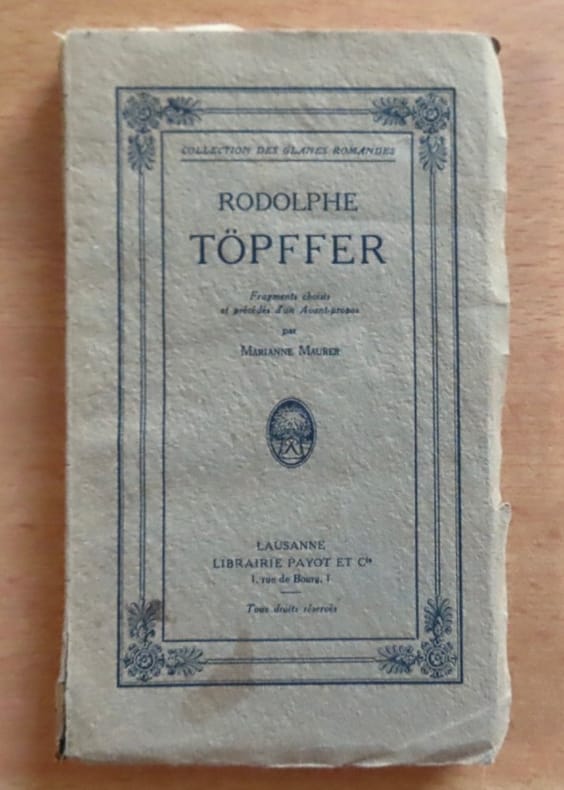 COLLECTION DES GLANES ROMANDES
RODOLPHE
TÖPFFER
Fragments choisis
et précédés d'un Avant-propos
par
MARIANNE MAURER
LAUSANNE
LIBRAIRIE PAYOT ET Cie
1, rue de Bourg, 1
Tous droits réservés